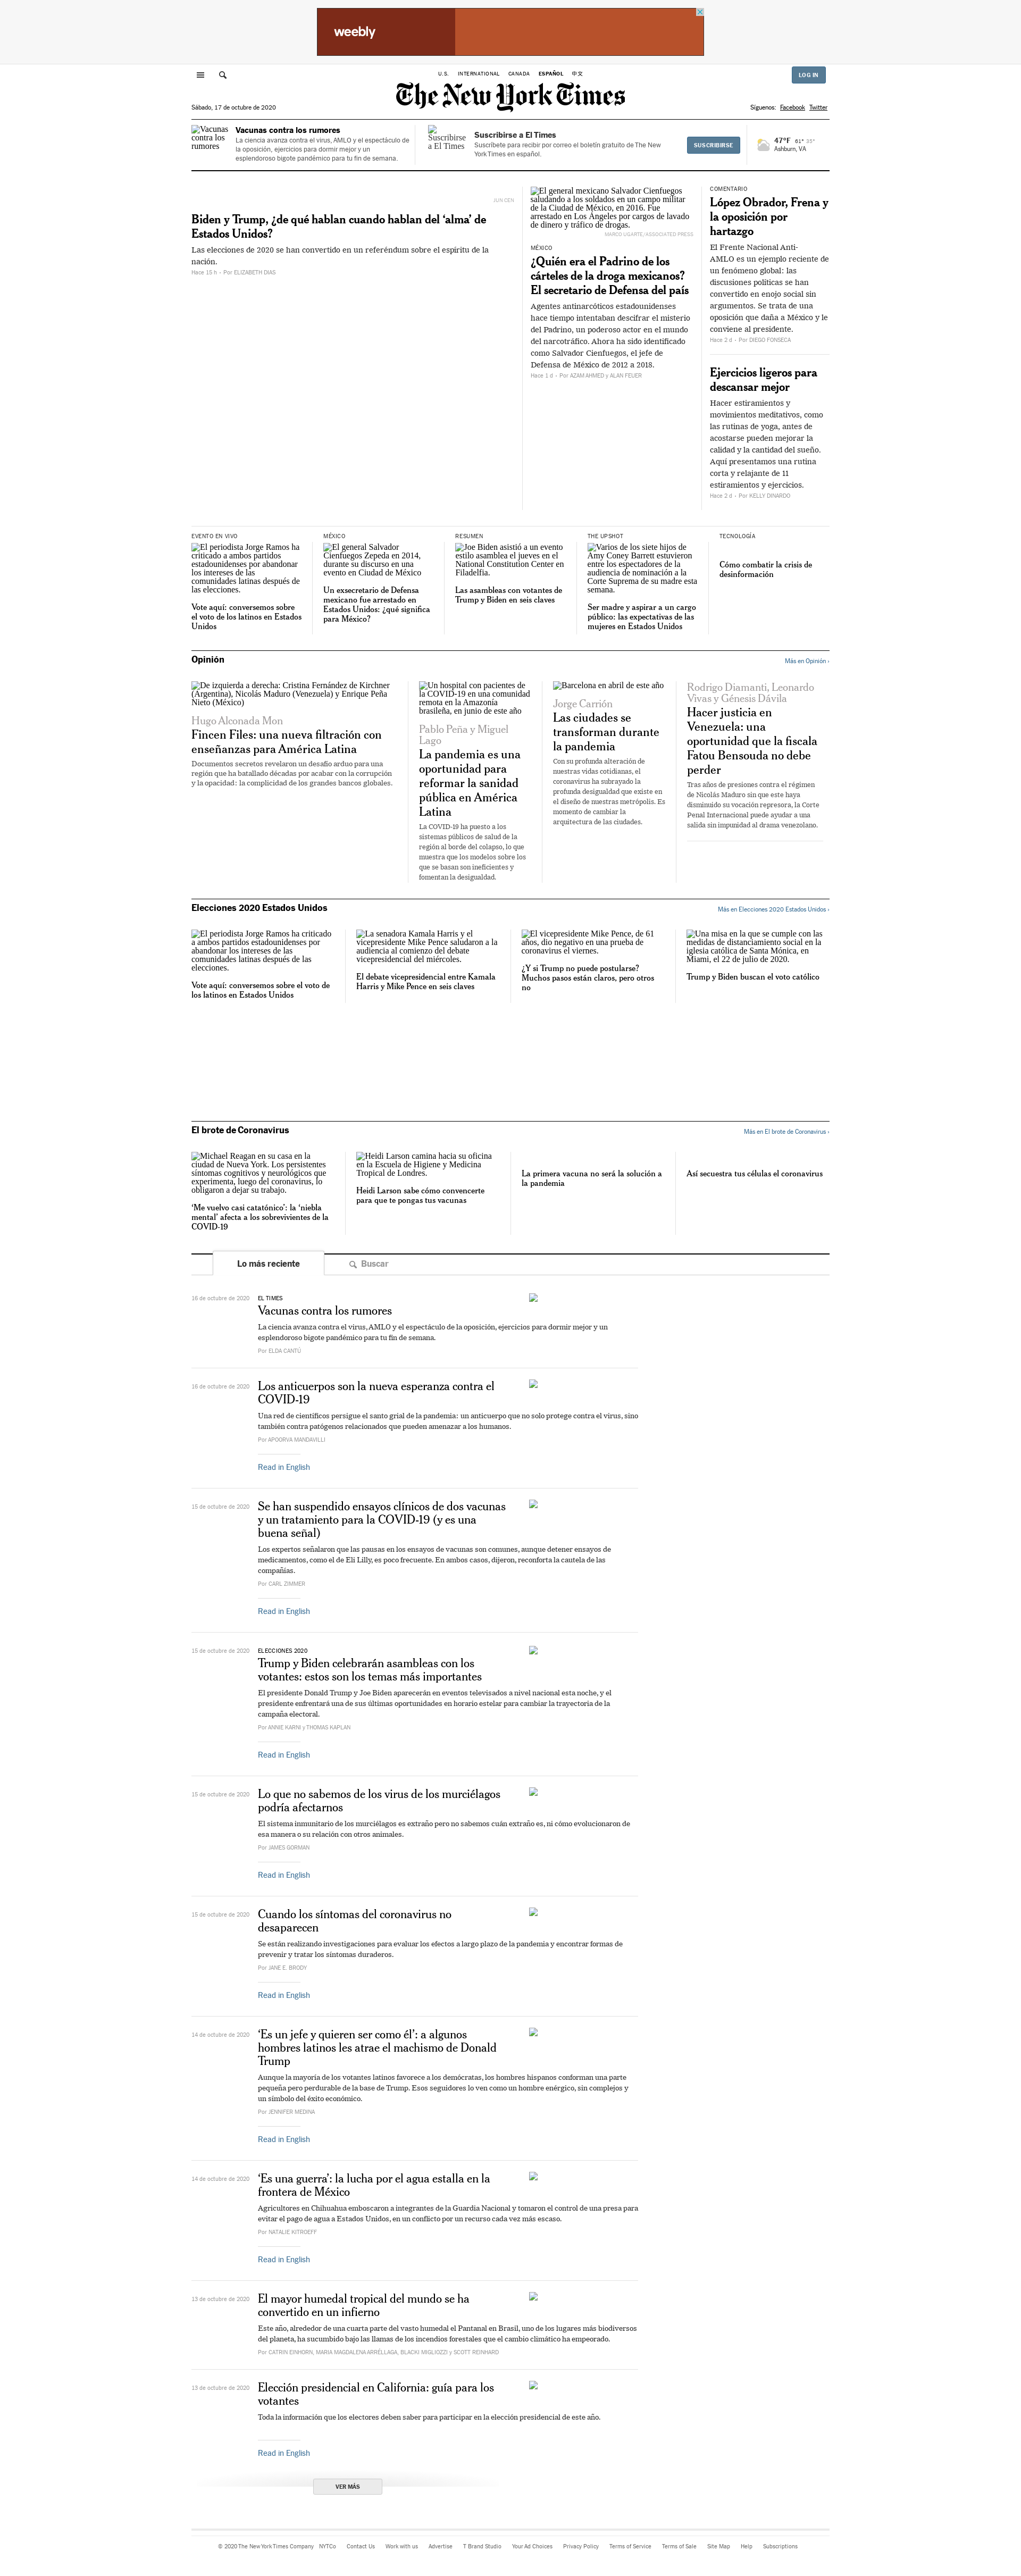 weebly
U.S. INTERNATIONAL CANADA ESPAÑOL 中文
LOG IN
The New York Times
Sábado, 17 de octubre de 2020
Síguenos: Facebook Twitter
Vacunas contra los rumores
Vacunas contra los rumores
La ciencia avanza contra el virus, AMLO y el espectáculo de
la oposición, ejercicios para dormir mejor y un
esplendoroso bigote pandémico para tu fin de semana.
Suscribirse a El Times
Suscribirse a El Times
Suscríbete para recibir por correo el boletín gratuito de The New
York Times en español.
SUSCRIBIRSE
47°F 61° 35°
Ashburn, VA
JUN CEN
Biden y Trump, ¿de qué hablan cuando hablan del ‘alma’ de
Estados Unidos?
Las elecciones de 2020 se han convertido en un referéndum sobre el espíritu de la
nación.
Hace 15 h - Por ELIZABETH DIAS
El general mexicano Salvador Cienfuegos
saludando a los soldados en un campo militar
de la Ciudad de México, en 2016. Fue
arrestado en Los Ángeles por cargos de lavado
de dinero y tráfico de drogas.
MARCO UGARTE/ASSOCIATED PRESS
MÉXICO
¿Quién era el Padrino de los
cárteles de la droga mexicanos?
El secretario de Defensa del país
Agentes antinarcóticos estadounidenses
hace tiempo intentaban descifrar el misterio
del Padrino, un poderoso actor en el mundo
del narcotráfico. Ahora ha sido identificado
como Salvador Cienfuegos, el jefe de
Defensa de México de 2012 a 2018.
Hace 1 d - Por AZAM AHMED y ALAN FEUER
COMENTARIO
López Obrador, Frena y
la oposición por
hartazgo
El Frente Nacional Anti-
AMLO es un ejemplo reciente de
un fenómeno global: las
discusiones políticas se han
convertido en enojo social sin
argumentos. Se trata de una
oposición que daña a México y le
conviene al presidente.
Hace 2 d - Por DIEGO FONSECA
Ejercicios ligeros para
descansar mejor
Hacer estiramientos y
movimientos meditativos, como
las rutinas de yoga, antes de
acostarse pueden mejorar la
calidad y la cantidad del sueño.
Aquí presentamos una rutina
corta y relajante de 11
estiramientos y ejercicios.
Hace 2 d - Por KELLY DINARDO
EVENTO EN VIVO
El periodista Jorge Ramos ha
criticado a ambos partidos
estadounidenses por abandonar
los intereses de las
comunidades latinas después de
las elecciones.
Vote aquí: conversemos sobre
el voto de los latinos en Estados
Unidos
MÉXICO
El general Salvador
Cienfuegos Zepeda en 2014,
durante su discurso en una
evento en Ciudad de México
Un exsecretario de Defensa
mexicano fue arrestado en
Estados Unidos: ¿qué significa
para México?
RESUMEN
Joe Biden asistió a un evento
estilo asamblea el jueves en el
National Constitution Center en
Filadelfia.
Las asambleas con votantes de
Trump y Biden en seis claves
THE UPSHOT
Varios de los siete hijos de
Amy Coney Barrett estuvieron
entre los espectadores de la
audiencia de nominación a la
Corte Suprema de su madre esta
semana.
Ser madre y aspirar a un cargo
público: las expectativas de las
mujeres en Estados Unidos
TECNOLOGÍA
Cómo combatir la crisis de
desinformación
Opinión
Más en Opinión ›
De izquierda a derecha: Cristina Fernández de Kirchner
(Argentina), Nicolás Maduro (Venezuela) y Enrique Peña
Nieto (México)
Hugo Alconada Mon
Fincen Files: una nueva filtración con
enseñanzas para América Latina
Documentos secretos revelaron un desafío arduo para una
región que ha batallado décadas por acabar con la corrupción
y la opacidad: la complicidad de los grandes bancos globales.
Un hospital con pacientes de
la COVID-19 en una comunidad
remota en la Amazonía
brasileña, en junio de este año
Pablo Peña y Miguel
Lago
La pandemia es una
oportunidad para
reformar la sanidad
pública en América
Latina
La COVID-19 ha puesto a los
sistemas públicos de salud de la
región al borde del colapso, lo que
muestra que los modelos sobre los
que se basan son ineficientes y
fomentan la desigualdad.
Barcelona en abril de este año
Jorge Carrión
Las ciudades se
transforman durante
la pandemia
Con su profunda alteración de
nuestras vidas cotidianas, el
coronavirus ha subrayado la
profunda desigualdad que existe en
el diseño de nuestras metrópolis. Es
momento de cambiar la
arquitectura de las ciudades.
Rodrigo Diamanti, Leonardo
Vivas y Génesis Dávila
Hacer justicia en
Venezuela: una
oportunidad que la fiscala
Fatou Bensouda no debe
perder
Tras años de presiones contra el régimen
de Nicolás Maduro sin que este haya
disminuido su vocación represora, la Corte
Penal Internacional puede ayudar a una
salida sin impunidad al drama venezolano.
Elecciones 2020 Estados Unidos
Más en Elecciones 2020 Estados Unidos ›
El periodista Jorge Ramos ha criticado
a ambos partidos estadounidenses por
abandonar los intereses de las
comunidades latinas después de las
elecciones.
Vote aquí: conversemos sobre el voto de
los latinos en Estados Unidos
La senadora Kamala Harris y el
vicepresidente Mike Pence saludaron a la
audiencia al comienzo del debate
vicepresidencial del miércoles.
El debate vicepresidencial entre Kamala
Harris y Mike Pence en seis claves
El vicepresidente Mike Pence, de 61
años, dio negativo en una prueba de
coronavirus el viernes.
¿Y si Trump no puede postularse?
Muchos pasos están claros, pero otros
no
Una misa en la que se cumple con las
medidas de distanciamiento social en la
iglesia católica de Santa Mónica, en
Miami, el 22 de julio de 2020.
Trump y Biden buscan el voto católico
El brote de Coronavirus
Más en El brote de Coronavirus ›
Michael Reagan en su casa en la
ciudad de Nueva York. Los persistentes
síntomas cognitivos y neurológicos que
experimenta, luego del coronavirus, lo
obligaron a dejar su trabajo.
‘Me vuelvo casi catatónico’: la ‘niebla
mental’ afecta a los sobrevivientes de la
COVID-19
Heidi Larson camina hacia su oficina
en la Escuela de Higiene y Medicina
Tropical de Londres.
Heidi Larson sabe cómo convencerte
para que te pongas tus vacunas
La primera vacuna no será la solución a
la pandemia
Así secuestra tus células el coronavirus
Lo más reciente
Buscar
16 de octubre de 2020
EL TIMES
Vacunas contra los rumores
La ciencia avanza contra el virus, AMLO y el espectáculo de la oposición, ejercicios para dormir mejor y un
esplendoroso bigote pandémico para tu fin de semana.
Por ELDA CANTÚ
16 de octubre de 2020
Los anticuerpos son la nueva esperanza contra el
COVID-19
Una red de científicos persigue el santo grial de la pandemia: un anticuerpo que no solo protege contra el virus, sino
también contra patógenos relacionados que pueden amenazar a los humanos.
Por APOORVA MANDAVILLI
Read in English
15 de octubre de 2020
Se han suspendido ensayos clínicos de dos vacunas
y un tratamiento para la COVID-19 (y es una
buena señal)
Los expertos señalaron que las pausas en los ensayos de vacunas son comunes, aunque detener ensayos de
medicamentos, como el de Eli Lilly, es poco frecuente. En ambos casos, dijeron, reconforta la cautela de las
compañías.
Por CARL ZIMMER
Read in English
15 de octubre de 2020
ELECCIONES 2020
Trump y Biden celebrarán asambleas con los
votantes: estos son los temas más importantes
El presidente Donald Trump y Joe Biden aparecerán en eventos televisados a nivel nacional esta noche, y el
presidente enfrentará una de sus últimas oportunidades en horario estelar para cambiar la trayectoria de la
campaña electoral.
Por ANNIE KARNI y THOMAS KAPLAN
Read in English
15 de octubre de 2020
Lo que no sabemos de los virus de los murciélagos
podría afectarnos
El sistema inmunitario de los murciélagos es extraño pero no sabemos cuán extraño es, ni cómo evolucionaron de
esa manera o su relación con otros animales.
Por JAMES GORMAN
Read in English
15 de octubre de 2020
Cuando los síntomas del coronavirus no
desaparecen
Se están realizando investigaciones para evaluar los efectos a largo plazo de la pandemia y encontrar formas de
prevenir y tratar los síntomas duraderos.
Por JANE E. BRODY
Read in English
14 de octubre de 2020
‘Es un jefe y quieren ser como él’: a algunos
hombres latinos les atrae el machismo de Donald
Trump
Aunque la mayoría de los votantes latinos favorece a los demócratas, los hombres hispanos conforman una parte
pequeña pero perdurable de la base de Trump. Esos seguidores lo ven como un hombre enérgico, sin complejos y
un símbolo del éxito económico.
Por JENNIFER MEDINA
Read in English
14 de octubre de 2020
‘Es una guerra’: la lucha por el agua estalla en la
frontera de México
Agricultores en Chihuahua emboscaron a integrantes de la Guardia Nacional y tomaron el control de una presa para
evitar el pago de agua a Estados Unidos, en un conflicto por un recurso cada vez más escaso.
Por NATALIE KITROEFF
Read in English
13 de octubre de 2020
El mayor humedal tropical del mundo se ha
convertido en un infierno
Este año, alrededor de una cuarta parte del vasto humedal el Pantanal en Brasil, uno de los lugares más biodiversos
del planeta, ha sucumbido bajo las llamas de los incendios forestales que el cambio climático ha empeorado.
Por CATRIN EINHORN, MARIA MAGDALENA ARRÉLLAGA, BLACKI MIGLIOZZI y SCOTT REINHARD
13 de octubre de 2020
Elección presidencial en California: guía para los
votantes
Toda la información que los electores deben saber para participar en la elección presidencial de este año.
Read in English
VER MÁS
© 2020 The New York Times Company NYTCo Contact Us Work with us Advertise T Brand Studio Your Ad Choices Privacy Policy Terms of Service Terms of Sale Site Map Help Subscriptions